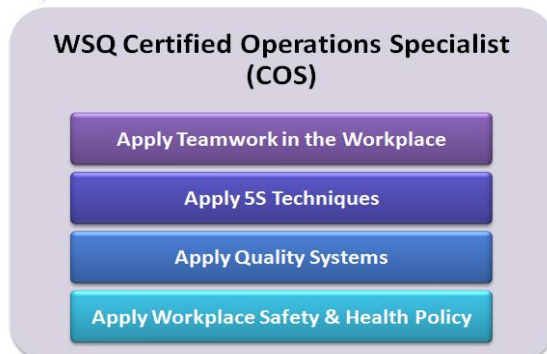 WSQ Certified Operations Specialist
(COS)
Apply Teamwork in the Workplace
Apply 5S Techniques
Apply Quality Systems
Apply Workplace Safety & Health Policy